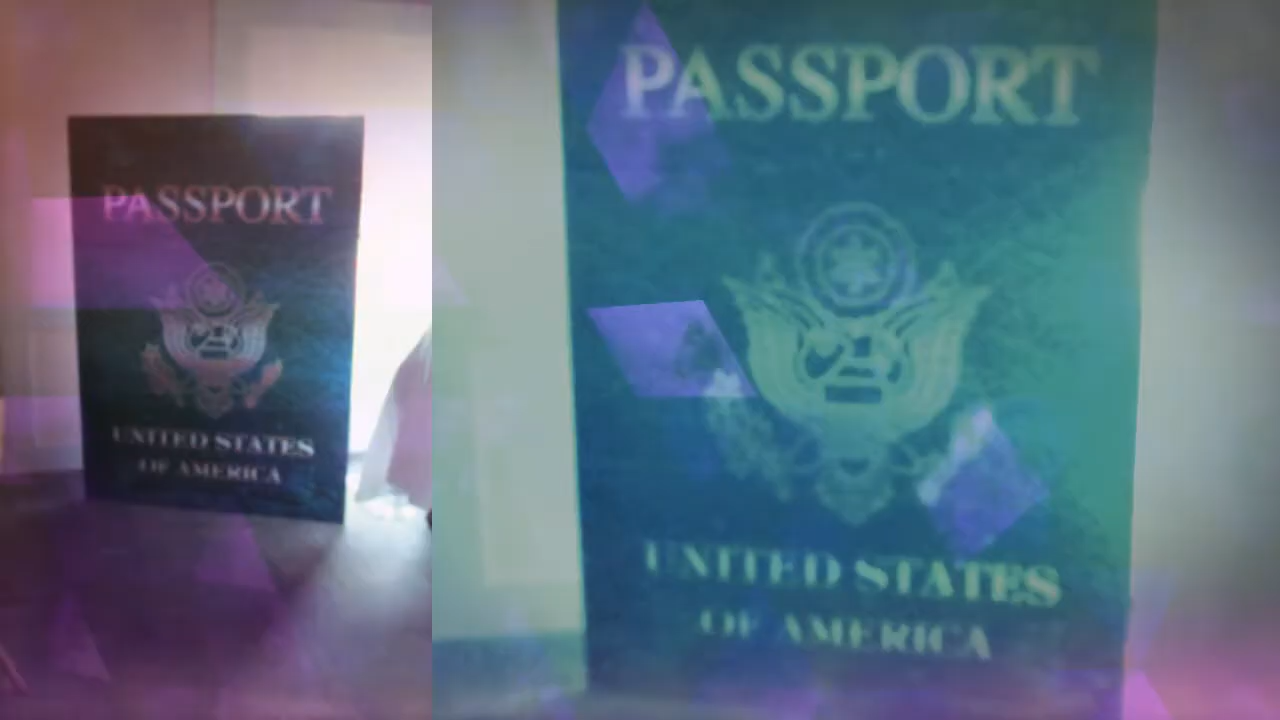 PASSPORT
UNITED STATES
OF AMERICA
PASSPORT
UNITED STATES
OF AMERICA